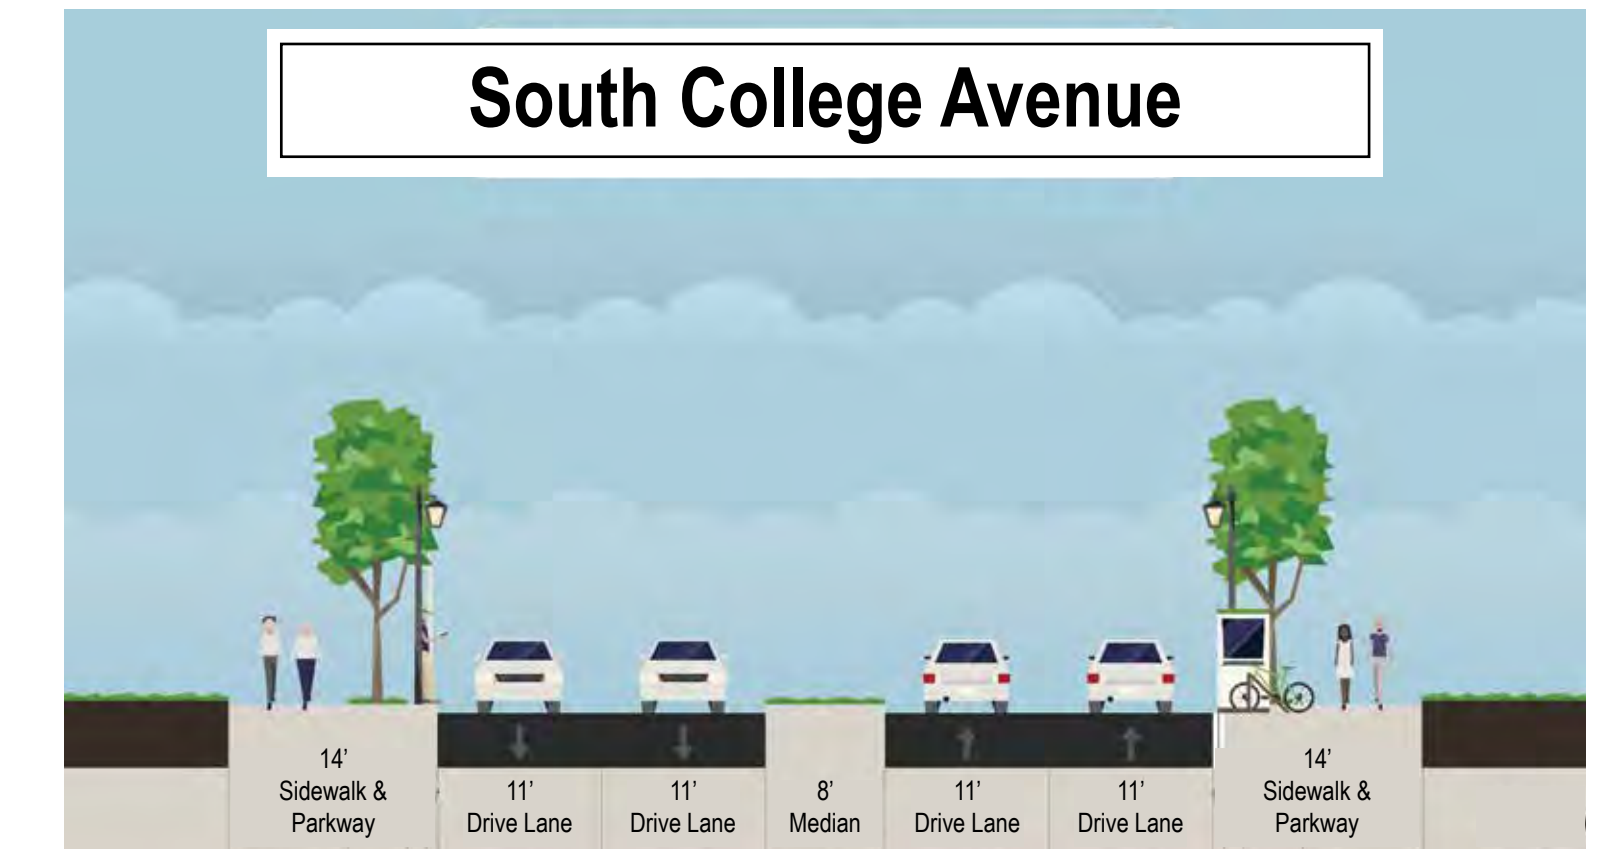 South College Avenue
14’
Sidewalk &
Parkway
11’
Drive Lane
11’
Drive Lane
8’
Median
11’
Drive Lane
11’
Drive Lane
14’
Sidewalk &
Parkway